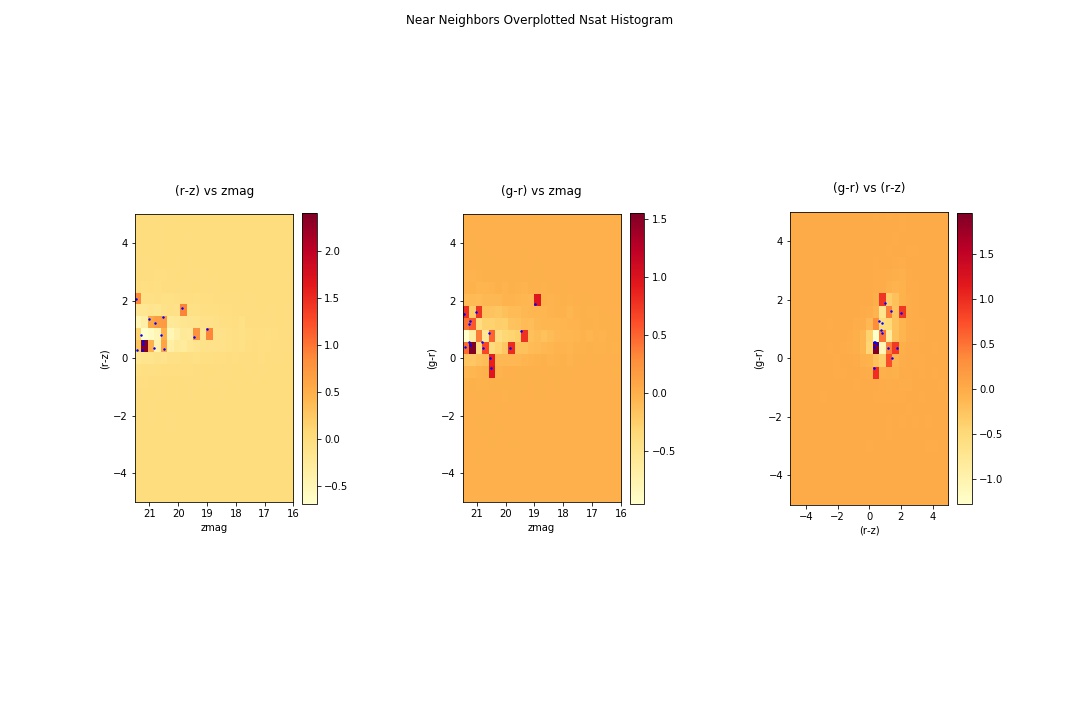 Near Neighbors Overplotted Nsat Histogram
(r-z) vs zmag
4
2
0
−2
−4
(r-z)
21 20 19 18 17 16
zmag
2.0
1.5
1.0
0.5
0.0
−0.5
(g-r) vs zmag
4
2
0
−2
−4
(g-r)
21 20 19 18 17 16
zmag
1.5
1.0
0.5
0.0
−0.5
(g-r) vs (r-z)
4
2
0
−2
−4
(g-r)
−4 −2 0 2 4
(r-z)
1.5
1.0
0.5
0.0
−0.5
−1.0